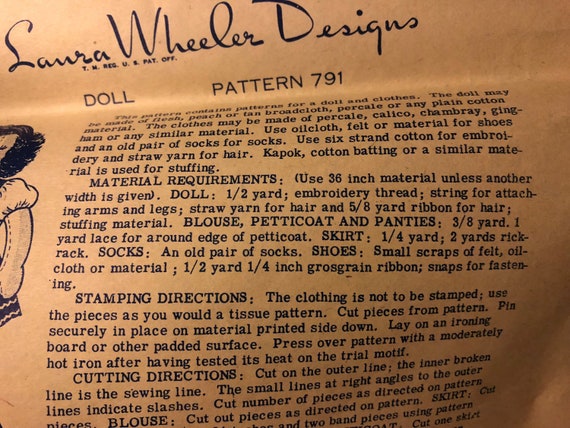 Laura Wheeler Designs
T. M. REG. U. S. PAT. OFF.
DOLL PATTERN 791
This pattern contains patterns for a doll and clothes. The doll may
be made of flesh, peach or tan broadcloth, percale or any plain cotton
material. The clothes may be made of percale, calico, chambray, ging-
ham or any similar material. Use oilcloth, felt or material for shoes
and an old pair of socks for socks. Use six strand cotton for embroi-
dery and straw yarn for hair. Kapok, cotton batting or a similar mate-
rial is used for stuffing.
MATERIAL REQUIREMENTS: (Use 36 inch material unless another
width is given). DOLL: 1/2 yard; embroidery thread; string for attach-
ing arms and legs; straw yarn for hair and 5/8 yard ribbon for hair;
stuffing material. BLOUSE, PETTICOAT AND PANTIES: 3/8 yard. 1
yard lace for around edge of petticoat. SKIRT: 1/4 yard; 2 yards rick-
rack. SOCKS: An old pair of socks. SHOES: Small scraps of felt, oil-
cloth or material ; 1/2 yard 1/4 inch grosgrain ribbon; snaps for fasten-
ing.
STAMPING DIRECTIONS: The clothing is not to be stamped; use
the pieces as you would a tissue pattern. Cut pieces from pattern. Pin
securely in place on material printed side down. Lay on an ironing
board or other padded surface. Press over pattern with a moderately
hot iron after having tested its heat on the trial motif.
CUTTING DIRECTIONS: Cut on the outer line; the inner broken
line is the sewing line. The small lines at right angles to the outer
lines indicate slashes. Cut number of pieces as directed on pattern
pieces. BLOUSE: Cut out pieces as directed on pattern. SKIRT: Cut
inches and two band pieces using pattern
COAT: Cut one skirt